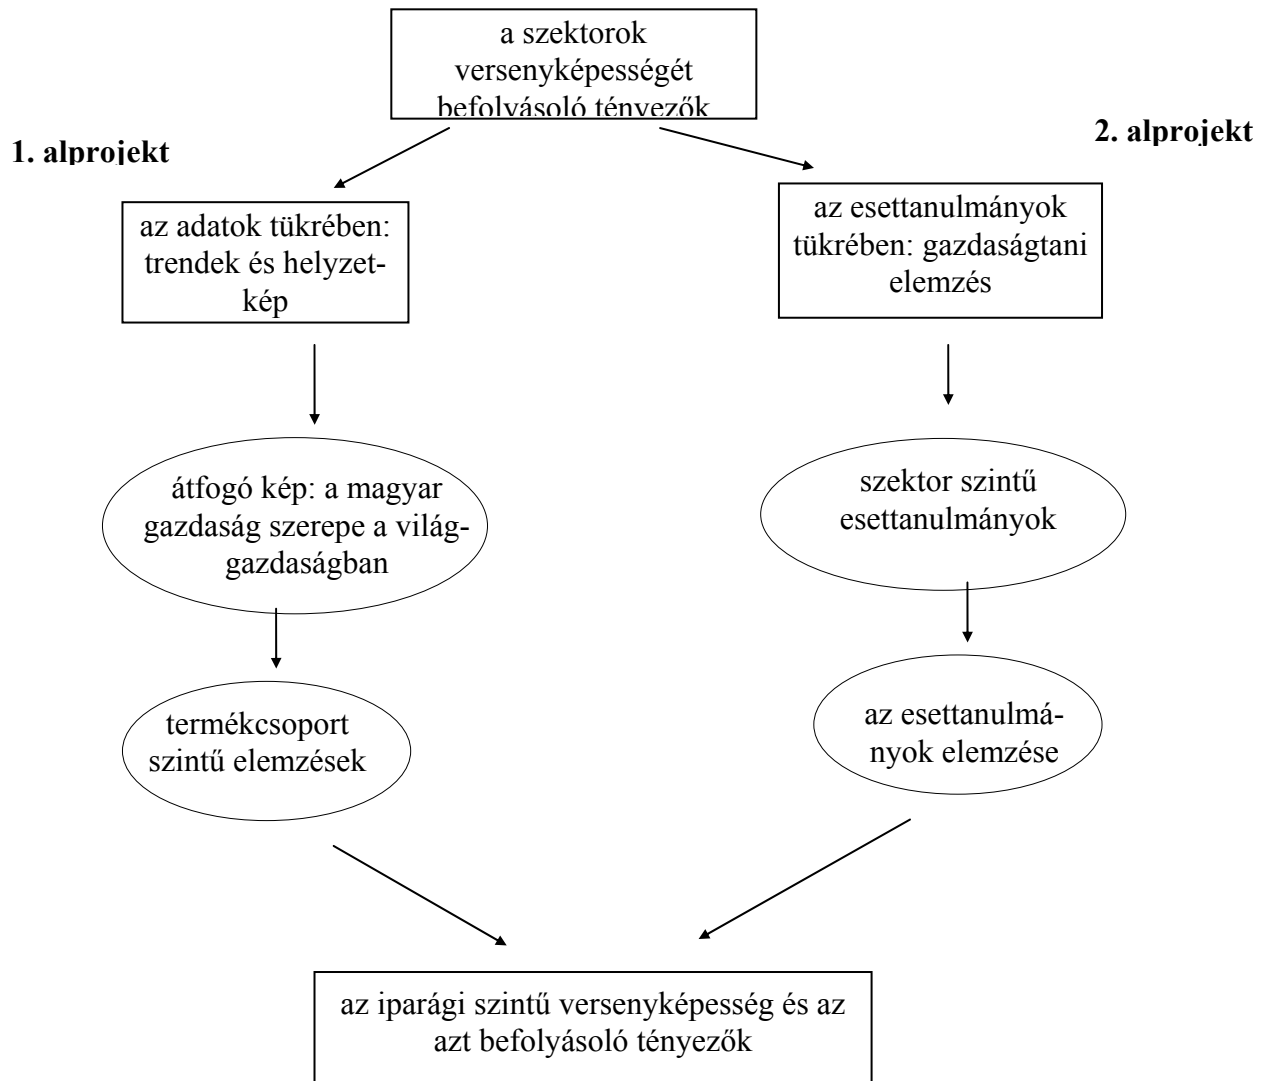 a szektorok
versenyképességét
befolyásoló tényezők
1. alprojekt
2. alprojekt
az adatok tükrében:
trendek és helyzet-
kép
az esettanulmányok
tükrében: gazdaságtani
elemzés
átfogó kép: a magyar
gazdaság szerepe a világ-
gazdaságban
szektor szintű
esettanulmányok
termékcsoport
szintű elemzések
az esettanulmá-
nyok elemzése
az iparági szintű versenyképesség és az
azt befolyásoló tényezők